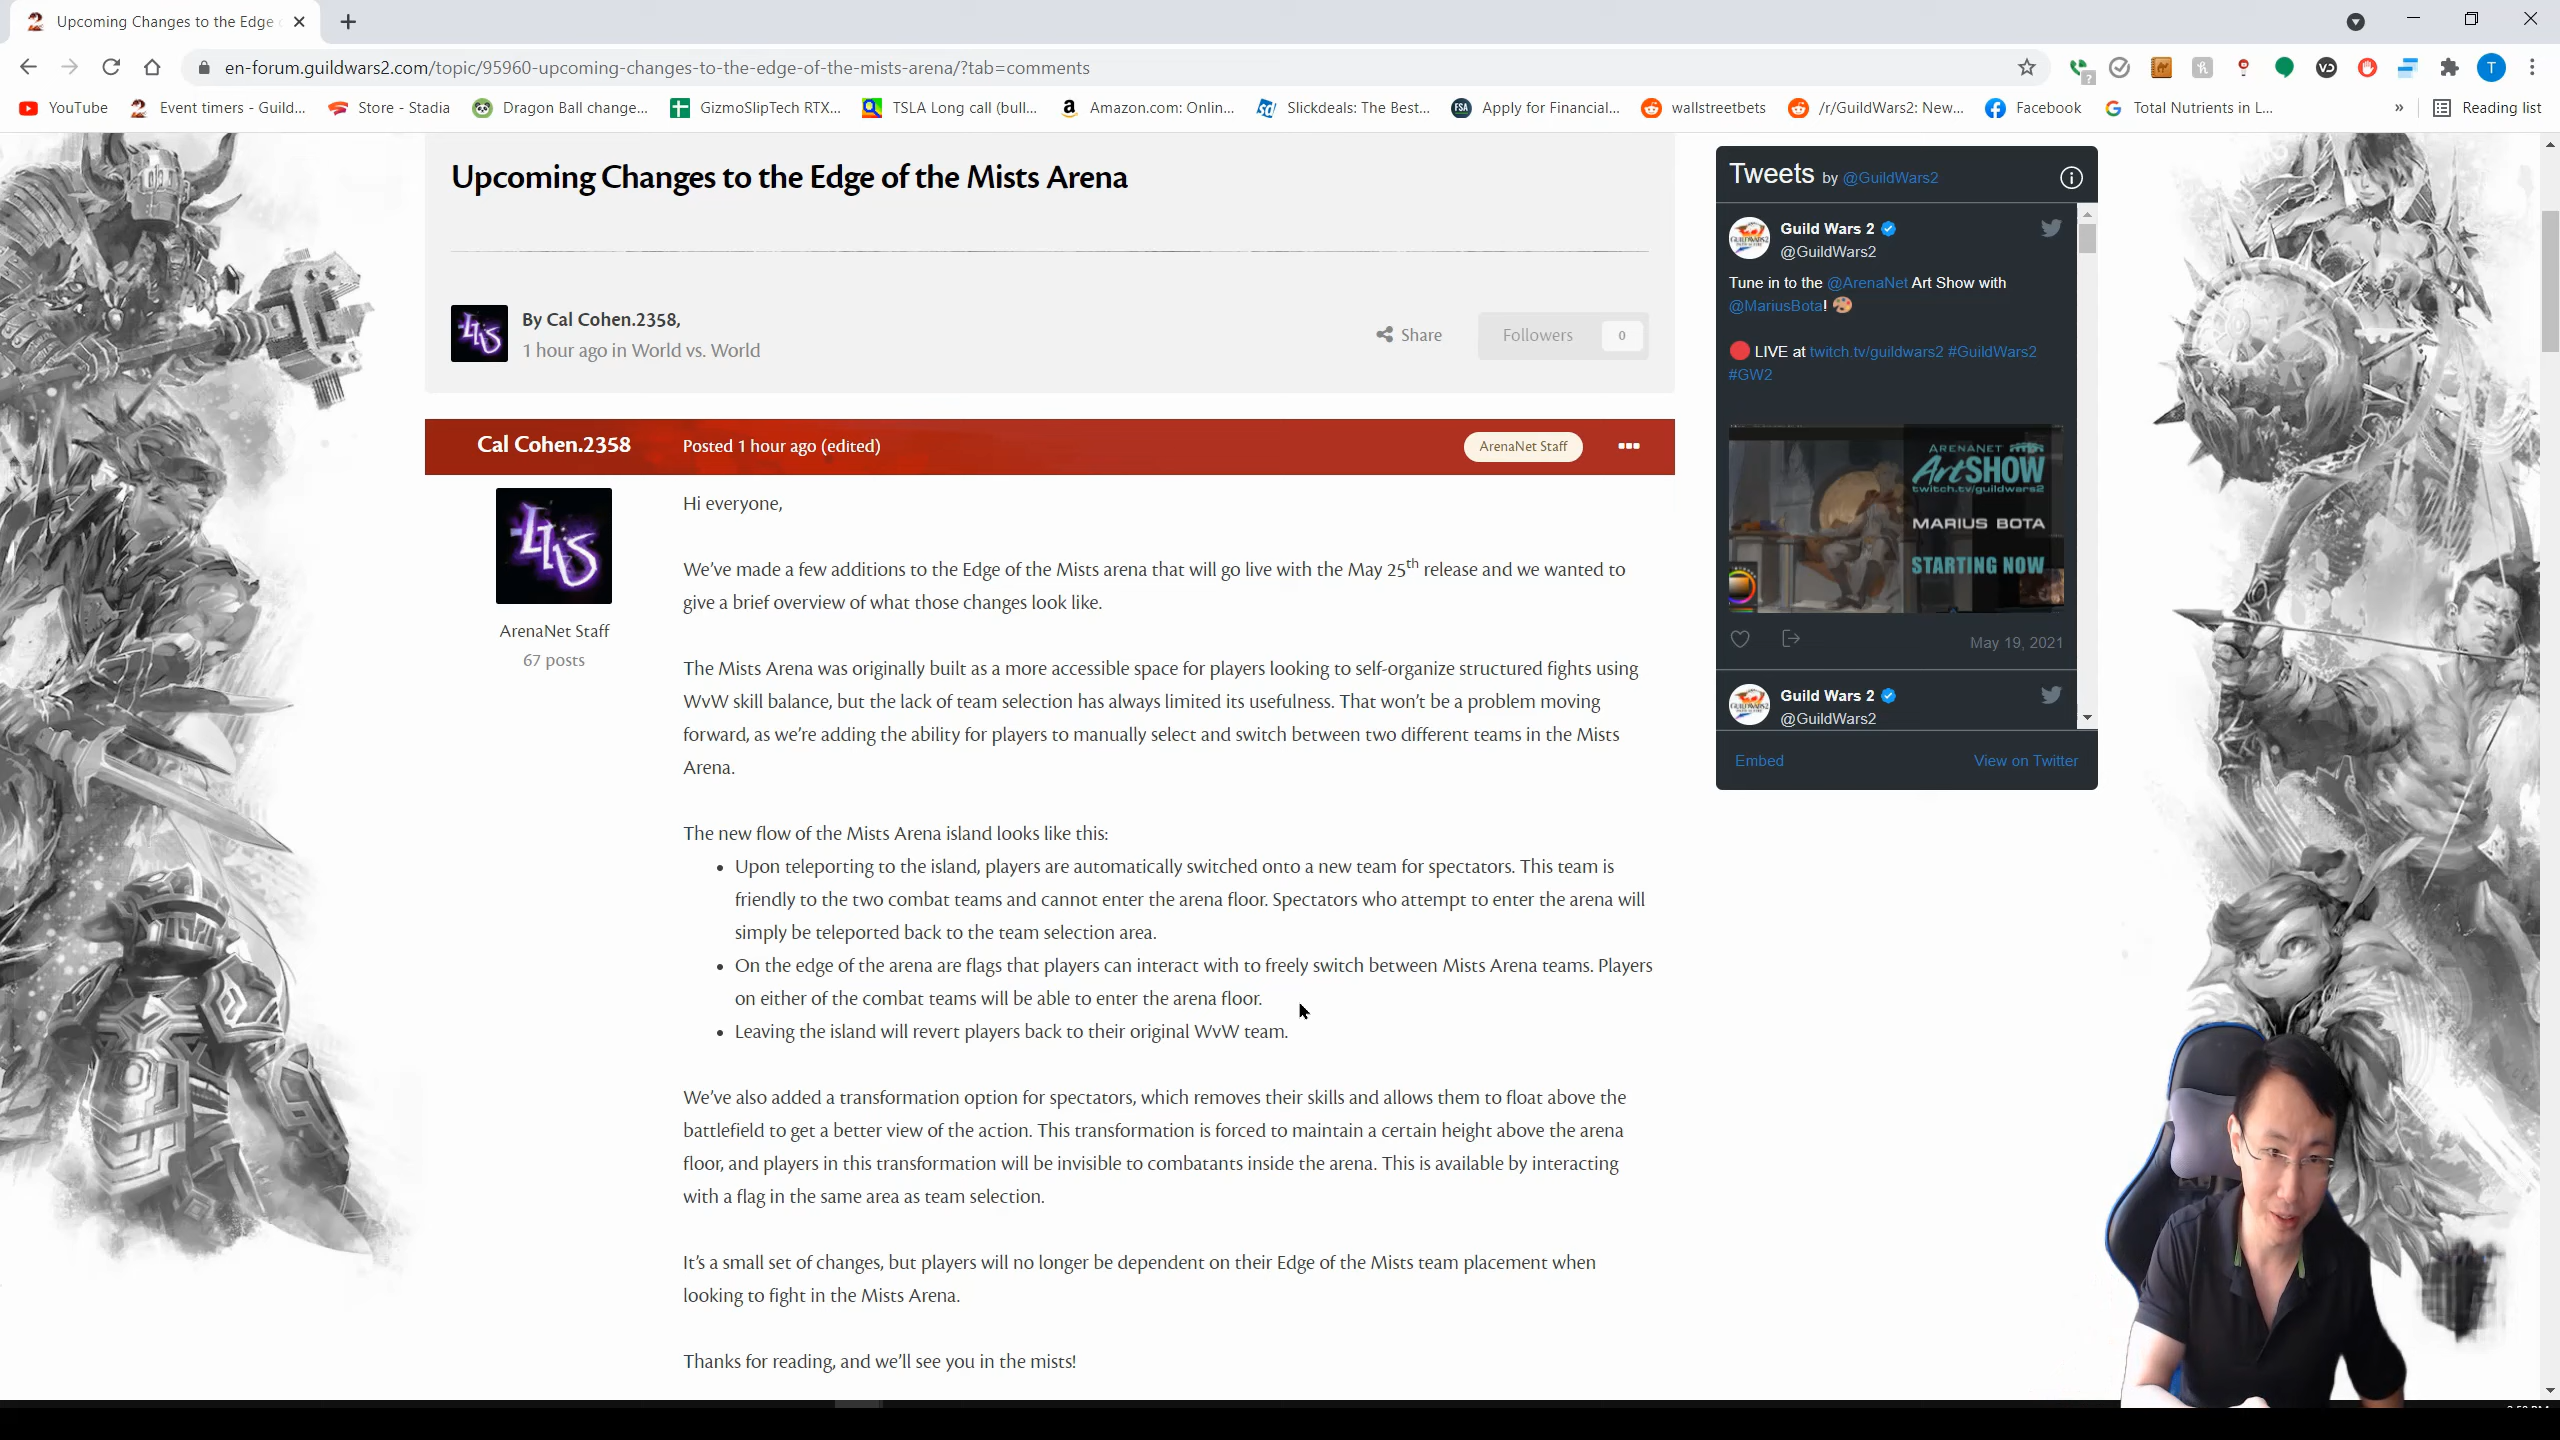 Upcoming Changes to the Edge
en-forum.guildwars2.com/topic/95960-upcoming-changes-to-the-edge-of-the-mists-arena/?tab=comments
YouTube
Event timers - Guild...
Store - Stadia
Dragon Ball change...
GizmoSlipTech RTX...
TSLA Long call (bull...
Amazon.com: Onlin...
Slickdeals: The Best...
Apply for Financial...
wallstreetbets
/r/GuildWars2: New...
Facebook
Total Nutrients in L...
»
Reading list
Upcoming Changes to the Edge of the Mists Arena
By Cal Cohen.2358,
1 hour ago in World vs. World
Share
Followers 0
Cal Cohen.2358
Posted 1 hour ago (edited)
ArenaNet Staff
ArenaNet Staff
67 posts
Hi everyone,
We've made a few additions to the Edge of the Mists arena that will go live with the May 25th release and we wanted to
give a brief overview of what those changes look like.
The Mists Arena was originally built as a more accessible space for players looking to self-organize structured fights using
WvW skill balance, but the lack of team selection has always limited its usefulness. That won't be a problem moving
forward, as we're adding the ability for players to manually select and switch between two different teams in the Mists
Arena.
The new flow of the Mists Arena island looks like this:
• Upon teleporting to the island, players are automatically switched onto a new team for spectators. This team is
friendly to the two combat teams and cannot enter the arena floor. Spectators who attempt to enter the arena will
simply be teleported back to the team selection area.
• On the edge of the arena are flags that players can interact with to freely switch between Mists Arena teams. Players
on either of the combat teams will be able to enter the arena floor.
• Leaving the island will revert players back to their original WvW team.
We've also added a transformation option for spectators, which removes their skills and allows them to float above the
battlefield to get a better view of the action. This transformation is forced to maintain a certain height above the arena
floor, and players in this transformation will be invisible to combatants inside the arena. This is available by interacting
with a flag in the same area as team selection.
It's a small set of changes, but players will no longer be dependent on their Edge of the Mists team placement when
looking to fight in the Mists Arena.
Thanks for reading, and we'll see you in the mists!
Tweets by @GuildWars2
Guild Wars 2
@GuildWars2
Tune in to the @ArenaNet Art Show with
@MariusBota! 🎨
🔴 LIVE at twitch.tv/guildwars2 #GuildWars2
#GW2
ARENANET
Art SHOW
twitch.tv/guildwars2
MARIUS BOTA
STARTING NOW
May 19, 2021
Guild Wars 2
@GuildWars2
Embed
View on Twitter